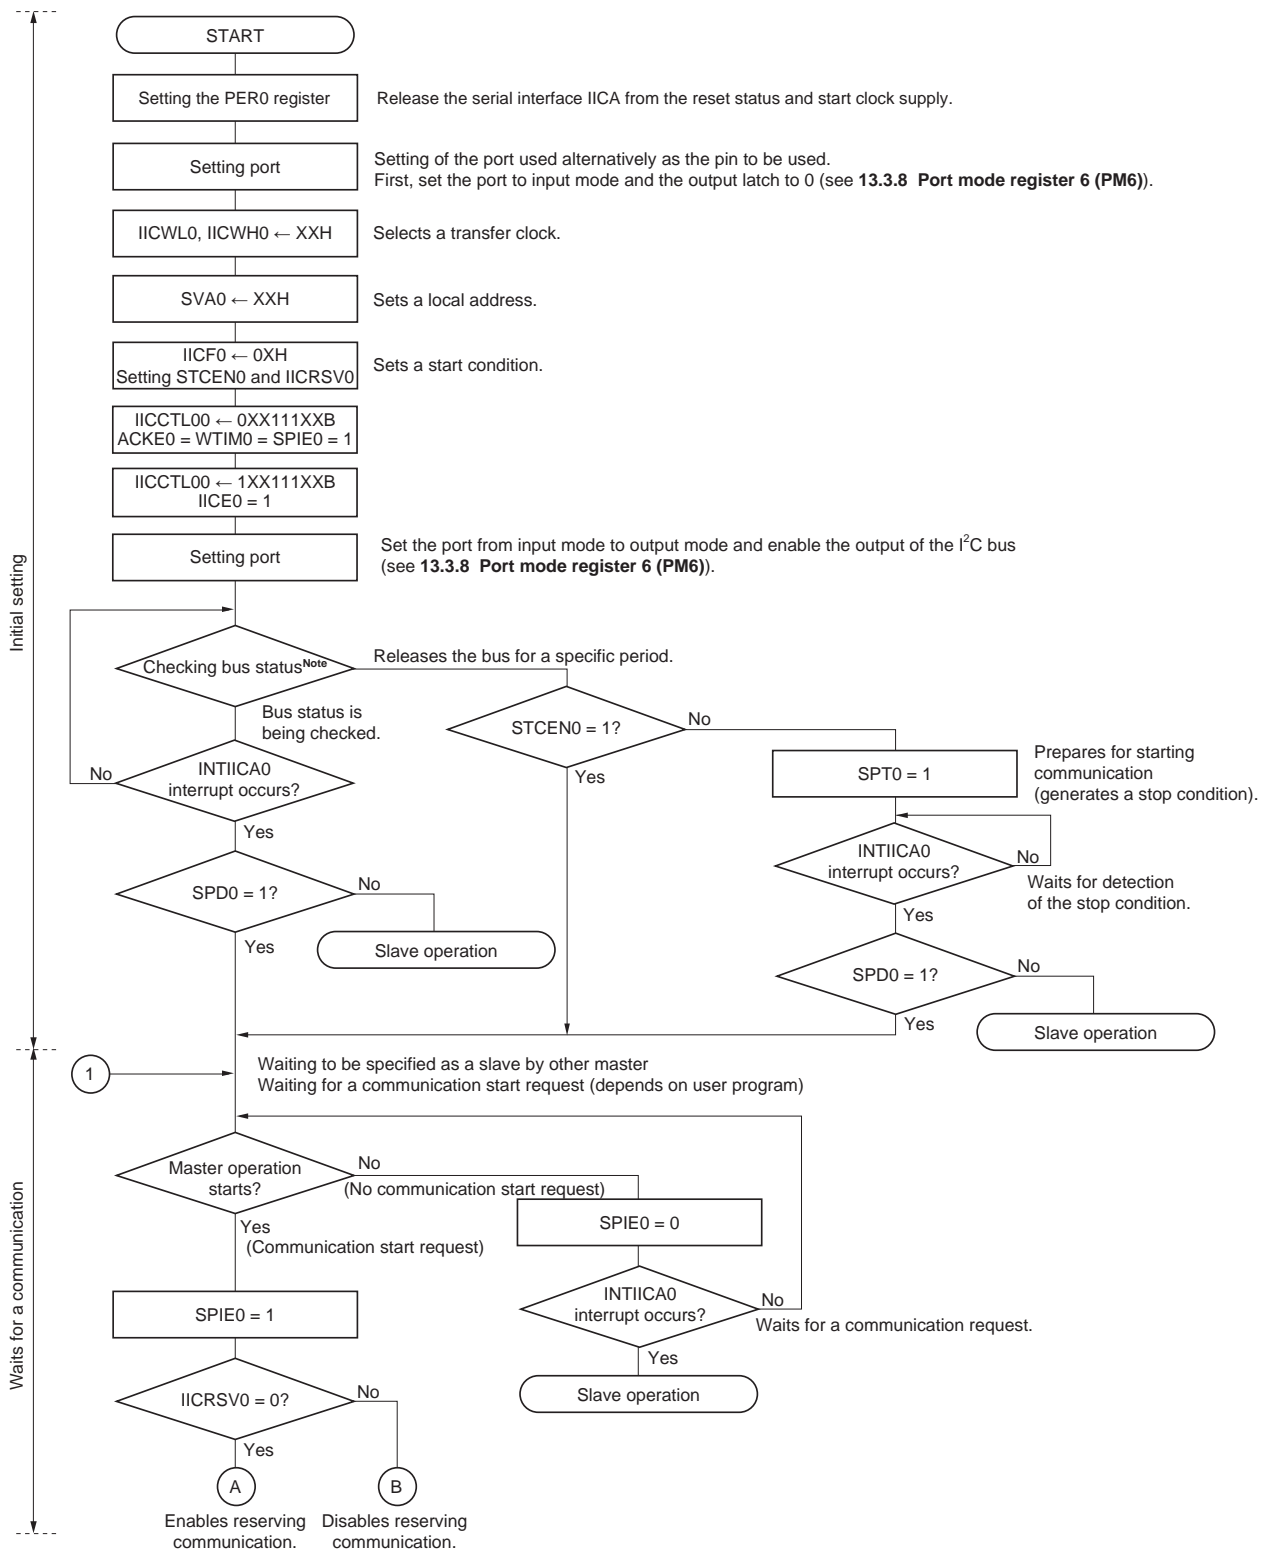 START
Setting the PER0 register
Release the serial interface IICA from the reset status and start clock supply.
Setting port
Setting of the port used alternatively as the pin to be used.
First, set the port to input mode and the output latch to 0 (see 13.3.8 Port mode register 6 (PM6)).
IICWL0, IICWH0 ← XXH
Selects a transfer clock.
SVA0 ← XXH
Sets a local address.
IICF0 ← 0XH
Setting STCEN0 and IICRSV0
Sets a start condition.
IICCTL00 ← 0XX111XXB
ACKE0 = WTIM0 = SPIE0 = 1
IICCTL00 ← 1XX111XXB
IICE0 = 1
Setting port
Set the port from input mode to output mode and enable the output of the I²C bus
(see 13.3.8 Port mode register 6 (PM6)).
Initial setting
Checking bus statusNote
Releases the bus for a specific period.
Bus status is
being checked.
STCEN0 = 1?
No
Yes
SPT0 = 1
Prepares for starting
communication
(generates a stop condition).
INTIICA0
interrupt occurs?
No
Yes
INTIICA0
interrupt occurs?
No
Waits for detection
of the stop condition.
Yes
SPD0 = 1?
No
Yes
Slave operation
SPD0 = 1?
No
Yes
Slave operation
1
Waiting to be specified as a slave by other master
Waiting for a communication start request (depends on user program)
Waits for a communication
Master operation
starts?
No
(No communication start request)
Yes
(Communication start request)
SPIE0 = 0
INTIICA0
interrupt occurs?
No
Waits for a communication request.
Yes
Slave operation
SPIE0 = 1
IICRSV0 = 0?
No
Yes
A
B
Enables reserving
communication.
Disables reserving
communication.